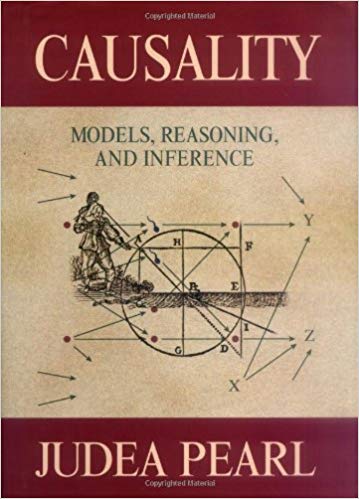 CAUSALITY
MODELS, REASONING,
AND INFERENCE
A
H
F
B
E
Y
C
I
G
D
Z
X
JUDEA PEARL